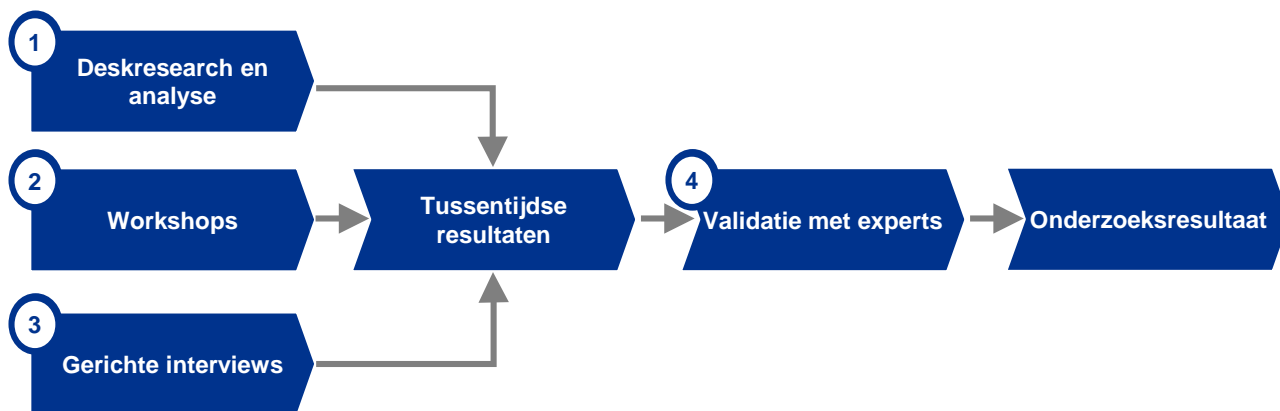 1
Deskresearch en
analyse
2
Workshops
3
Gerichte interviews
Tussentijdse
resultaten
4
Validatie met experts
Onderzoeksresultaat